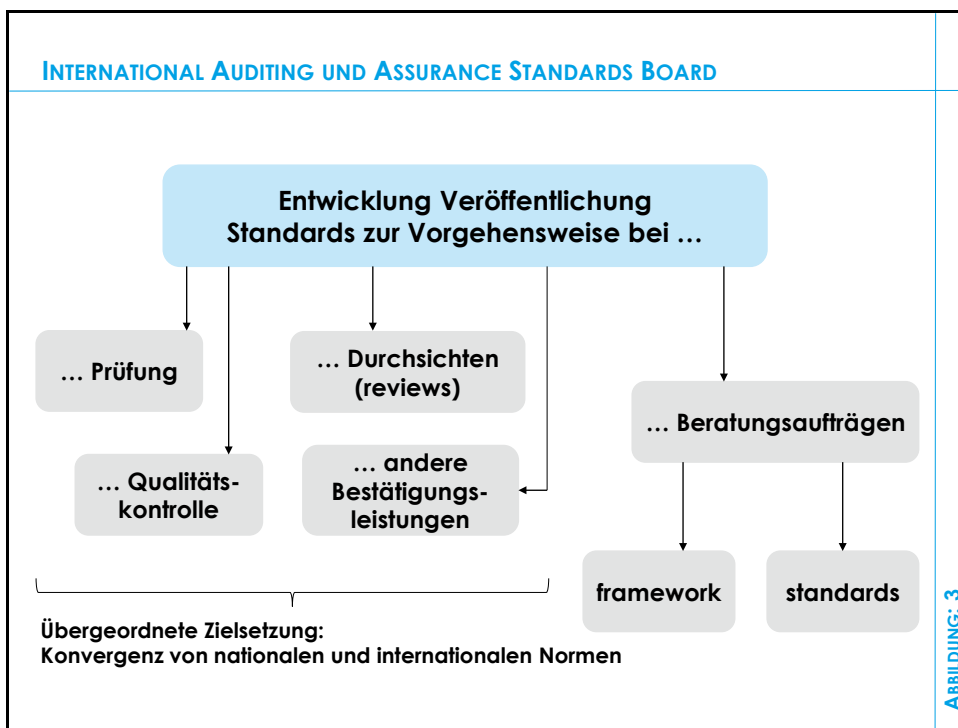 INTERNATIONAL AUDITING UND ASSURANCE STANDARDS BOARD
Entwicklung Veröffentlichung
Standards zur Vorgehensweise bei …
… Prüfung
… Durchsichten
(reviews)
… Beratungsaufträgen
… Qualitäts-
kontrolle
… andere
Bestätigungs-
leistungen
framework
standards
Übergeordnete Zielsetzung:
Konvergenz von nationalen und internationalen Normen
ABBILDUNG: 3